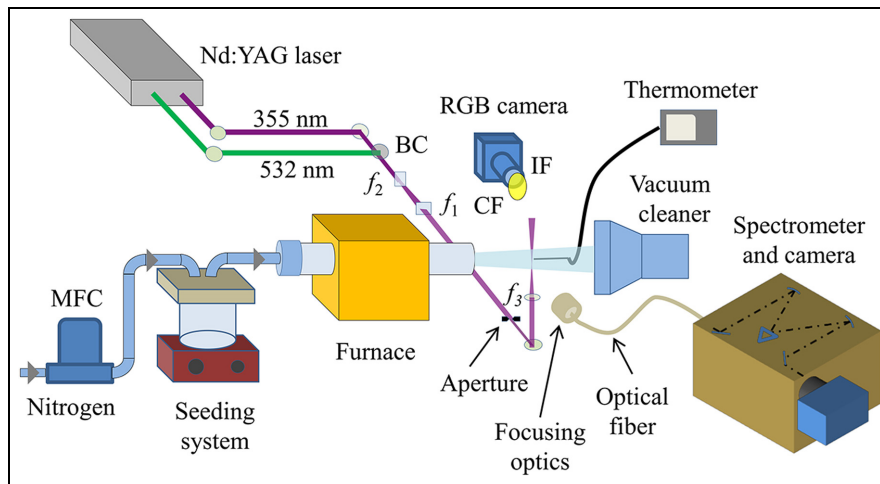 Nd:YAG laser
355 nm
532 nm
BC
f2
f1
RGB camera
IF
CF
Thermometer
Vacuum
cleaner
Spectrometer
and camera
MFC
Nitrogen
Seeding
system
Furnace
f3
Aperture
Focusing
optics
Optical
fiber